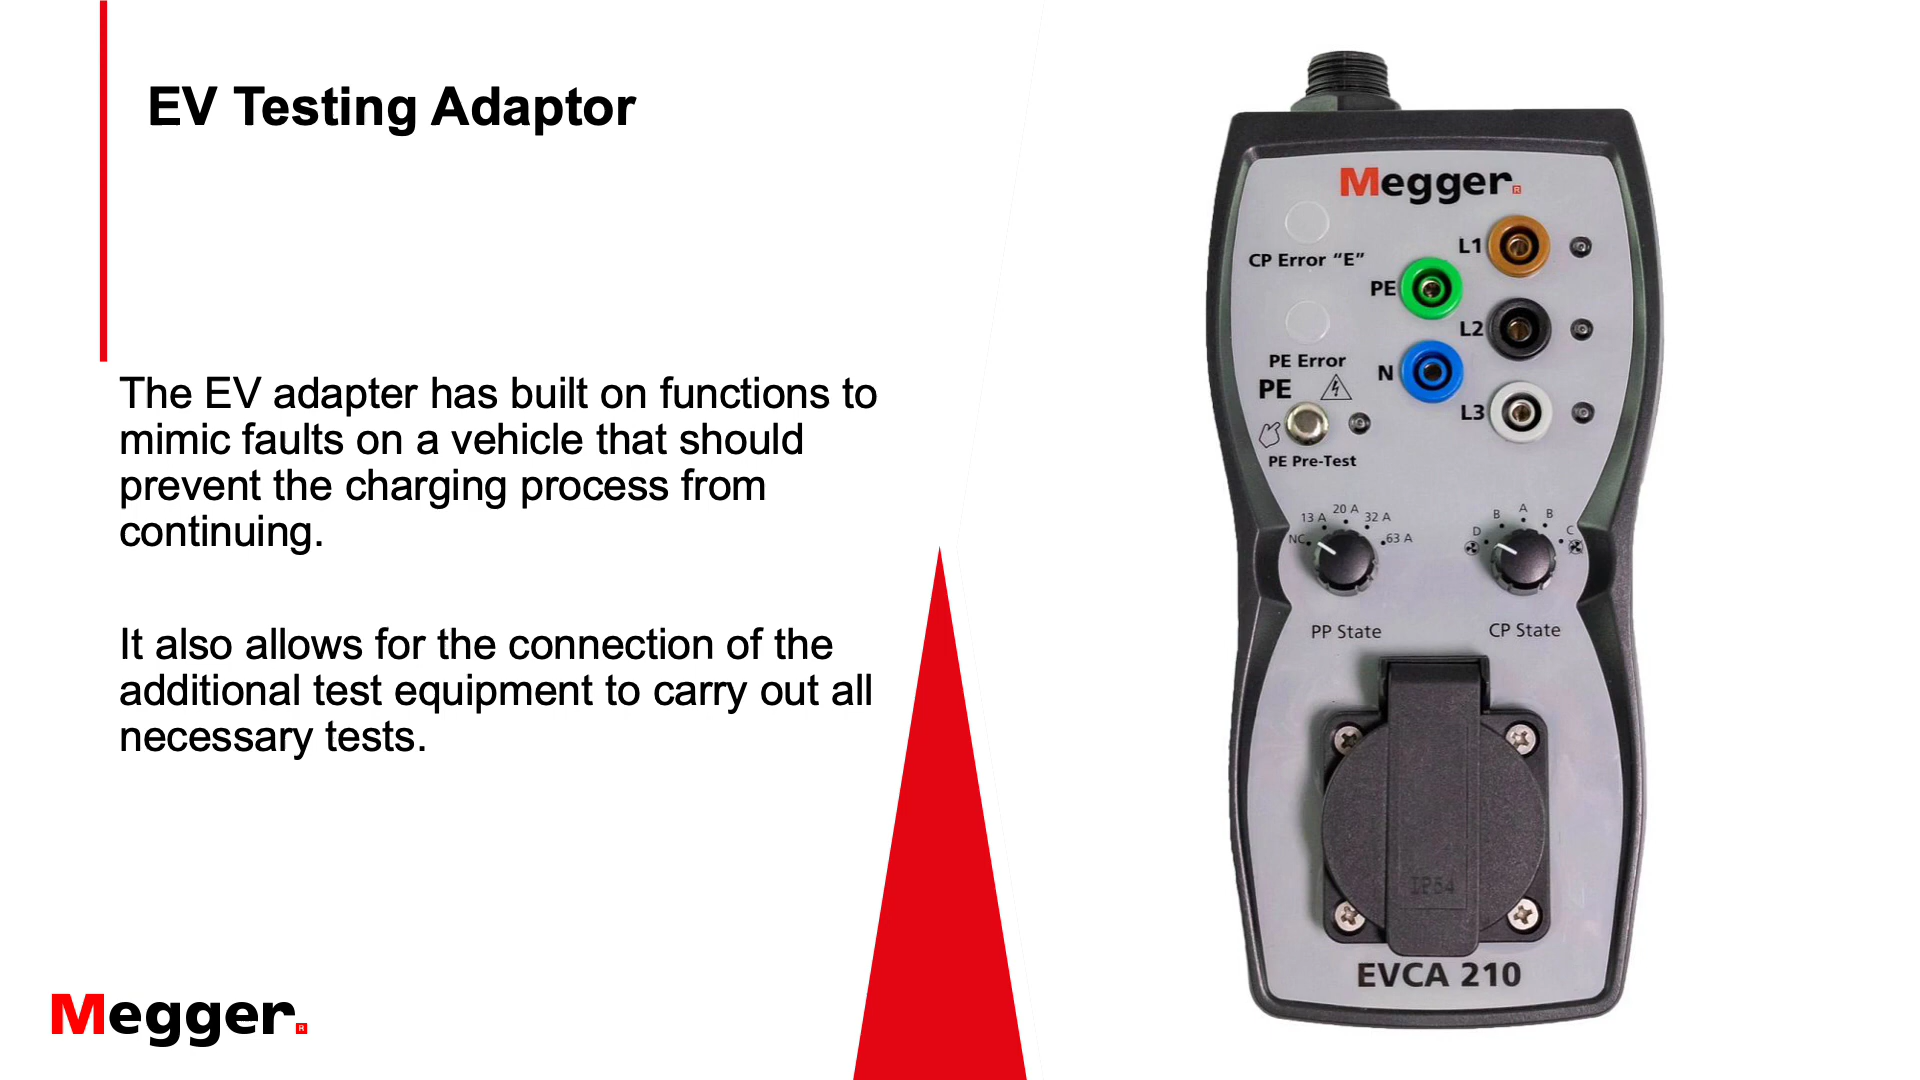 EV Testing Adaptor
The EV adapter has built on functions to
mimic faults on a vehicle that should
prevent the charging process from
continuing.
It also allows for the connection of the
additional test equipment to carry out all
necessary tests.
Megger®
Megger®
CP Error “E”
L1
PE
L2
PE Error
PE
N
L3
PE Pre-Test
NC 13 A 20 A 32 A 63 A
D B A B C
PP State
CP State
IP54
EVCA 210